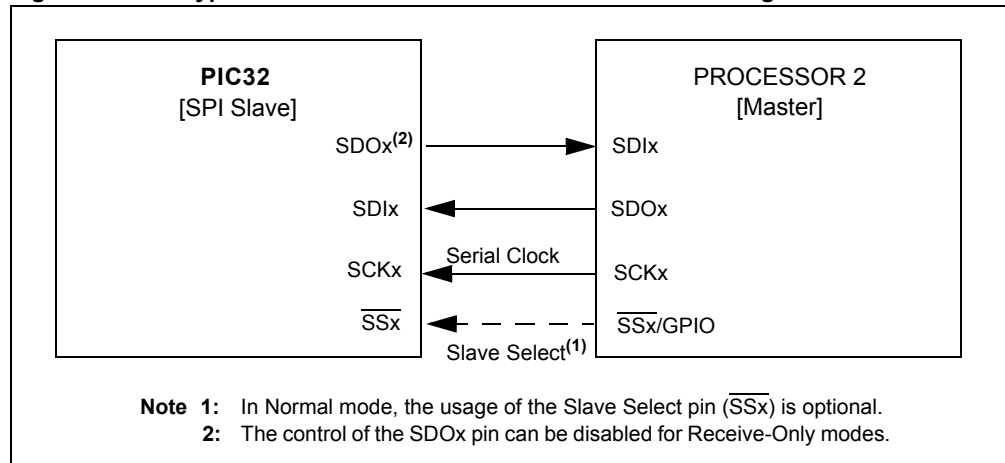 PIC32
[SPI Slave]
PROCESSOR 2
[Master]
SDOx(2)
SDIx
SDIx
SDOx
Serial Clock
SCKx
SCKx
SSx
SSx/GPIO
Slave Select(1)
Note 1: In Normal mode, the usage of the Slave Select pin (SSx) is optional.
2: The control of the SDOx pin can be disabled for Receive-Only modes.